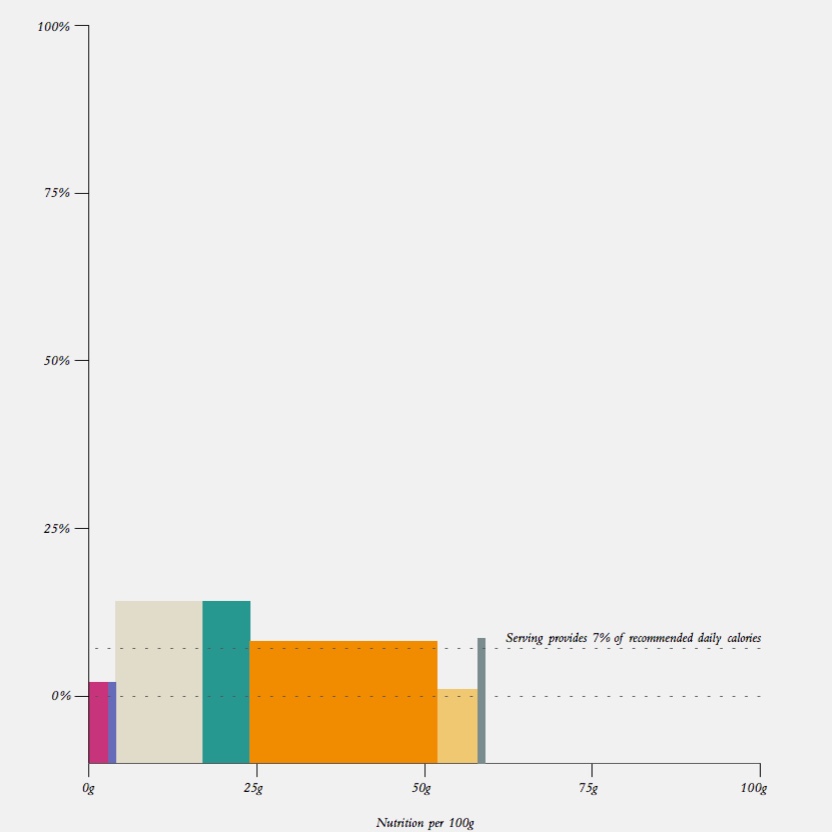 100%
75%
50%
25%
Serving provides 7% of recommended daily calories
0%
0g 25g 50g 75g 100g
Nutrition per 100g